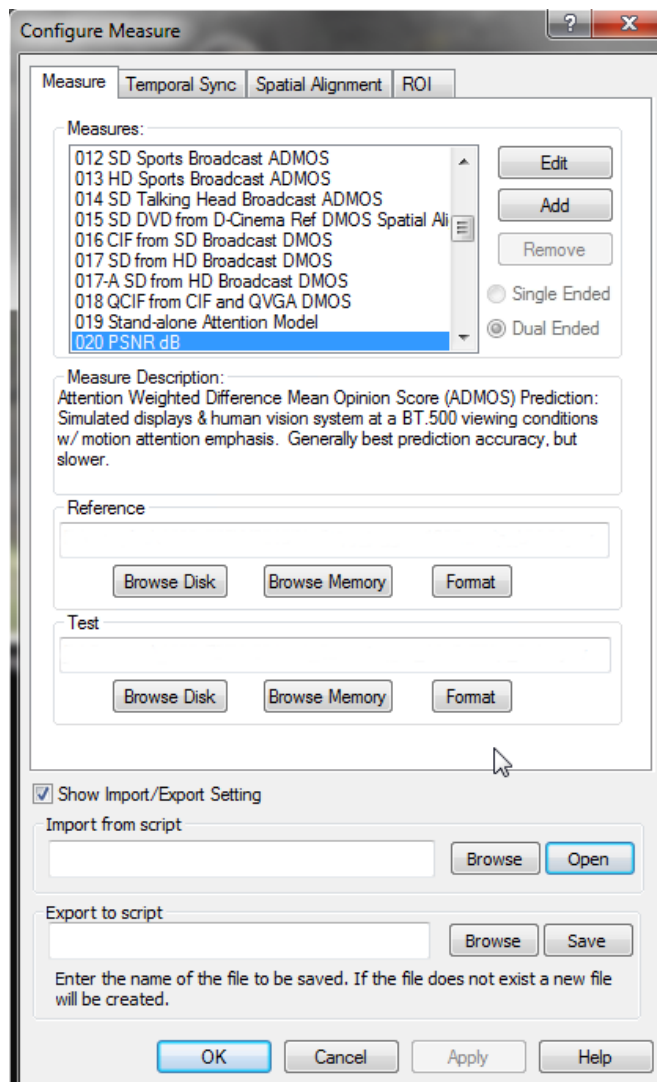 Configure Measure
?
X
Measure
Temporal Sync
Spatial Alignment
ROI
Measures:
012 SD Sports Broadcast ADMOS
013 HD Sports Broadcast ADMOS
014 SD Talking Head Broadcast ADMOS
015 SD DVD from D-Cinema Ref DMOS Spatial Ali
016 CIF from SD Broadcast DMOS
017 SD from HD Broadcast DMOS
017-A SD from HD Broadcast DMOS
018 QCIF from CIF and QVGA DMOS
019 Stand-alone Attention Model
020 PSNR dB
Edit
Add
Remove
Single Ended
Dual Ended
Measure Description:
Attention Weighted Difference Mean Opinion Score (ADMOS) Prediction:
Simulated displays & human vision system at a BT.500 viewing conditions
w/ motion attention emphasis. Generally best prediction accuracy, but
slower.
Reference
Browse Disk
Browse Memory
Format
Test
Browse Disk
Browse Memory
Format
Show Import/Export Setting
Import from script
Browse
Open
Export to script
Browse
Save
Enter the name of the file to be saved. If the file does not exist a new file
will be created.
OK
Cancel
Apply
Help